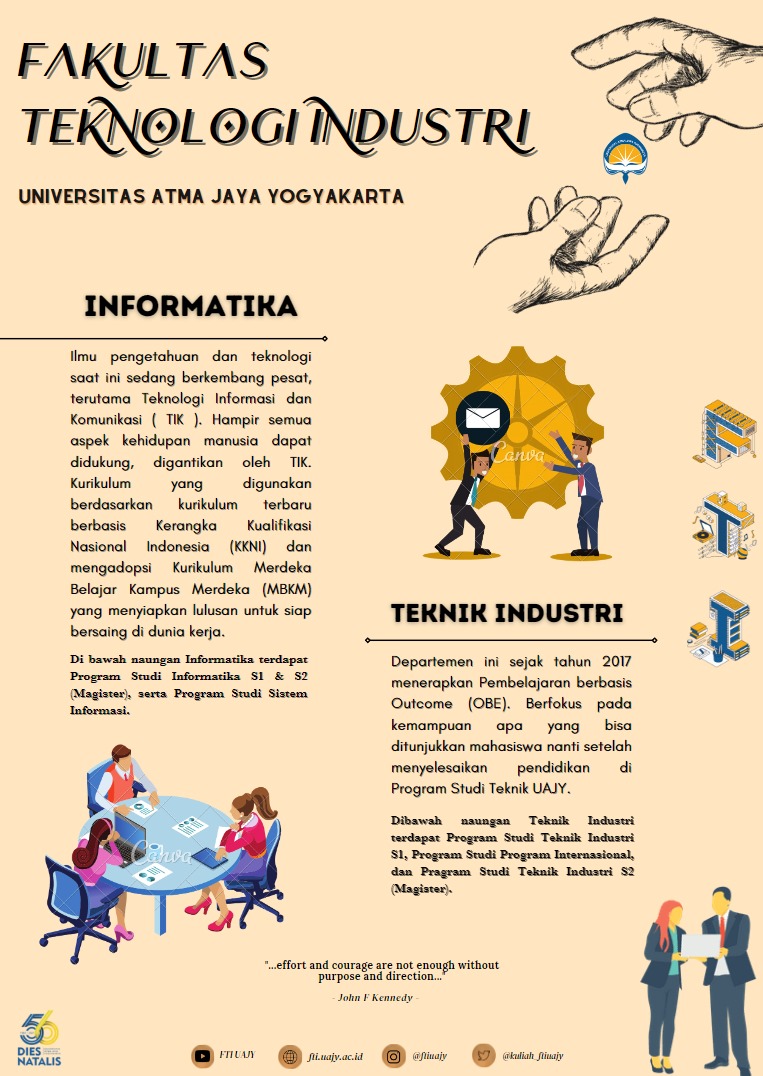 FAKULTAS
TEKNOLOGI INDUSTRI
UNIVERSITAS ATMA JAYA YOGYAKARTA
INFORMATIKA
Ilmu pengetahuan dan teknologi
saat ini sedang berkembang pesat,
terutama Teknologi Informasi dan
Komunikasi ( TIK ). Hampir semua
aspek kehidupan manusia dapat
didukung, digantikan oleh TIK.
Kurikulum yang digunakan
berdasarkan kurikulum terbaru
berbasis Kerangka Kualifikasi
Nasional Indonesia (KKNI) dan
mengadopsi Kurikulum Merdeka
Belajar Kampus Merdeka (MBKM)
yang menyiapkan lulusan untuk siap
bersaing di dunia kerja.
Di bawah naungan Informatika terdapat
Program Studi Informatika S1 & S2
(Magister), serta Program Studi Sistem
Informasi.
Canva
F
T
I
TEKNIK INDUSTRI
Departemen ini sejak tahun 2017
menerapkan Pembelajaran berbasis
Outcome (OBE). Berfokus pada
kemampuan apa yang bisa
ditunjukkan mahasiswa nanti setelah
menyelesaikan pendidikan di
Program Studi Teknik UAJY.
Dibawah naungan Teknik Industri
terdapat Program Studi Teknik Industri
S1, Program Studi Program Internasional,
dan Pragram Studi Teknik Industri S2
(Magister).
Canva
"...effort and courage are not enough without
purpose and direction..."
- John F Kennedy -
56
DIES
NATALIS
FTI UAJY
fti.uajy.ac.id
@ftiuajy
@kuliah_ftiuajy